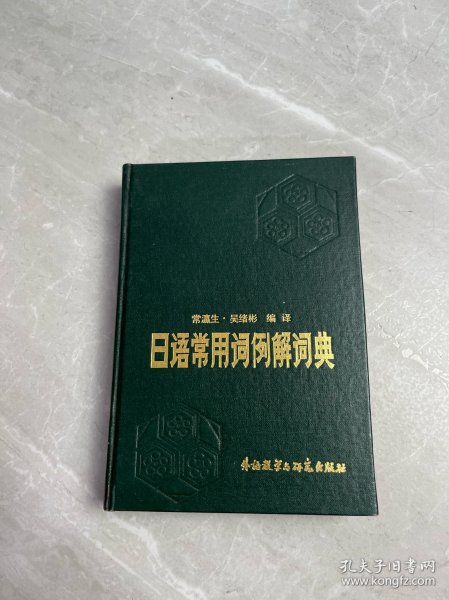 常瀛生·吴绪彬 编译
日语常用词例解词典
外语教学与研究出版社
孔夫子旧书网
www.kongfz.com